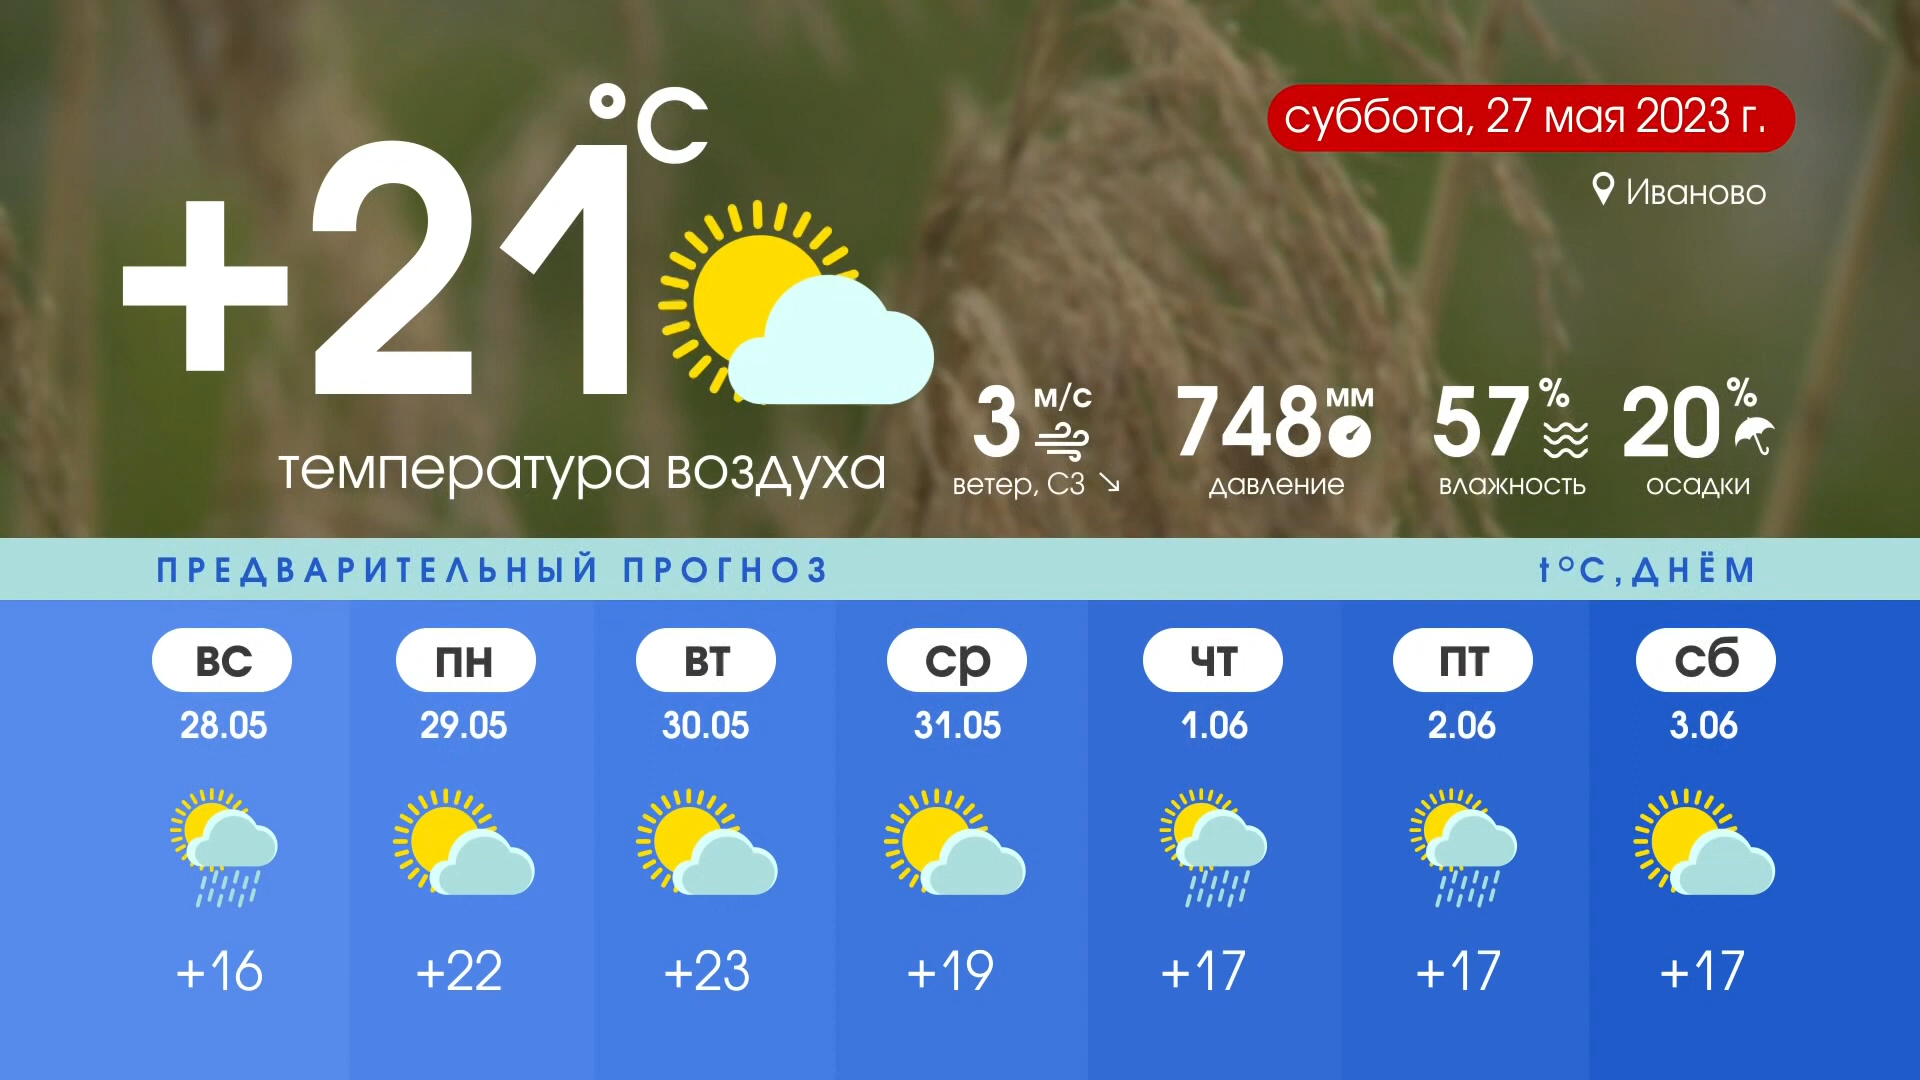 +21 °C
температура воздуха
суббота, 27 мая 2023 г.
Иваново
3 м/с
ветер, СЗ ↘
748 мм
давление
57 %
влажность
20 %
осадки
ПРЕДВАРИТЕЛЬНЫЙ ПРОГНОЗ
t°C, ДНЁМ
вс пн вт ср чт пт сб
28.05 29.05 30.05 31.05 1.06 2.06 3.06
+16 +22 +23 +19 +17 +17 +17